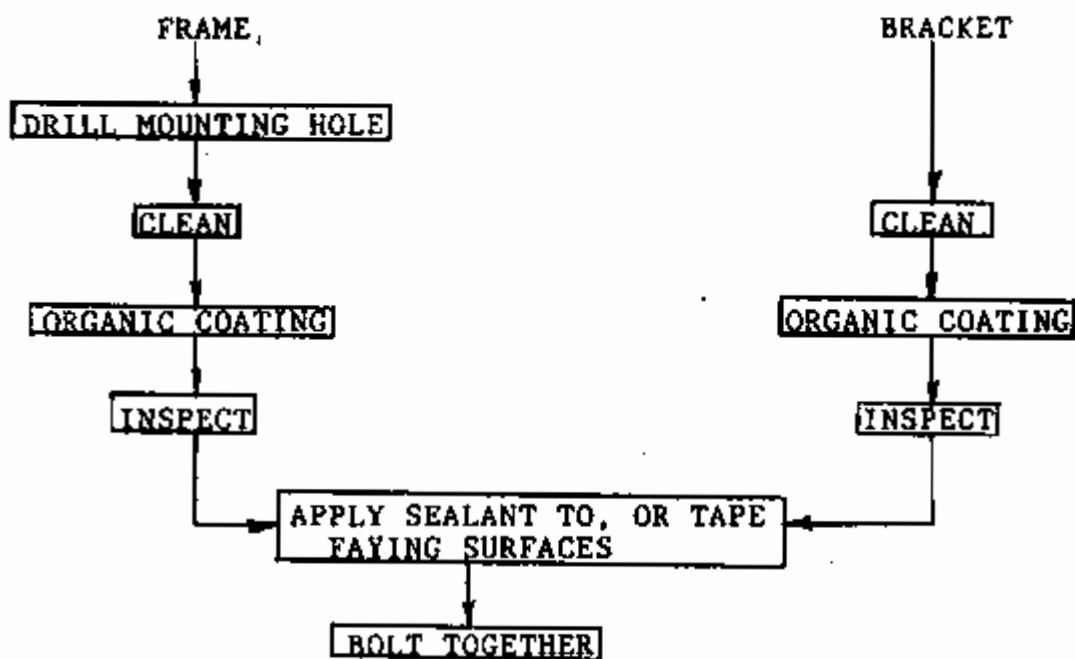 FRAME
DRILL MOUNTING HOLE
CLEAN
ORGANIC COATING
INSPECT
BRACKET
CLEAN
ORGANIC COATING
INSPECT
APPLY SEALANT TO, OR TAPE
FAYING SURFACES
BOLT TOGETHER